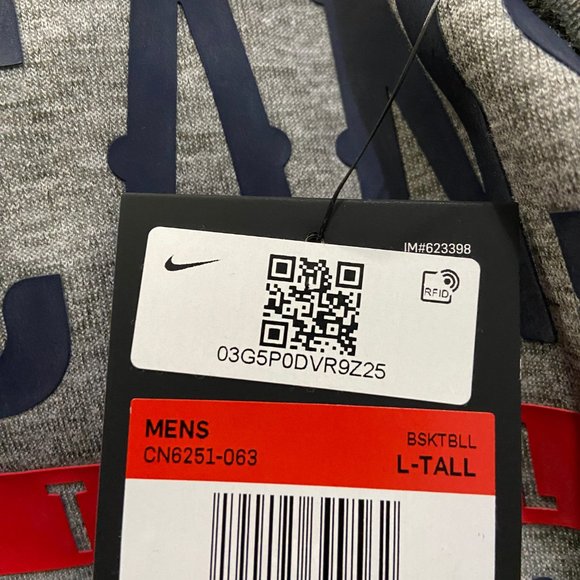 IM#623398
RFID
03G5P0DVR9Z25
MENS
BSKTBLL
CN6251-063
L-TALL